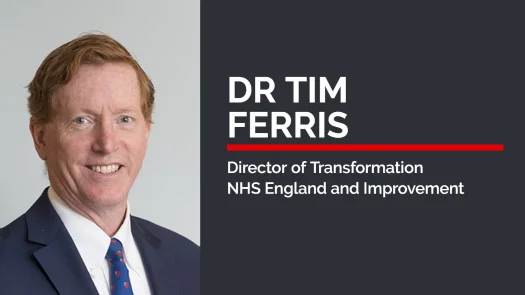 DR TIM
FERRIS
Director of Transformation
NHS England and Improvement